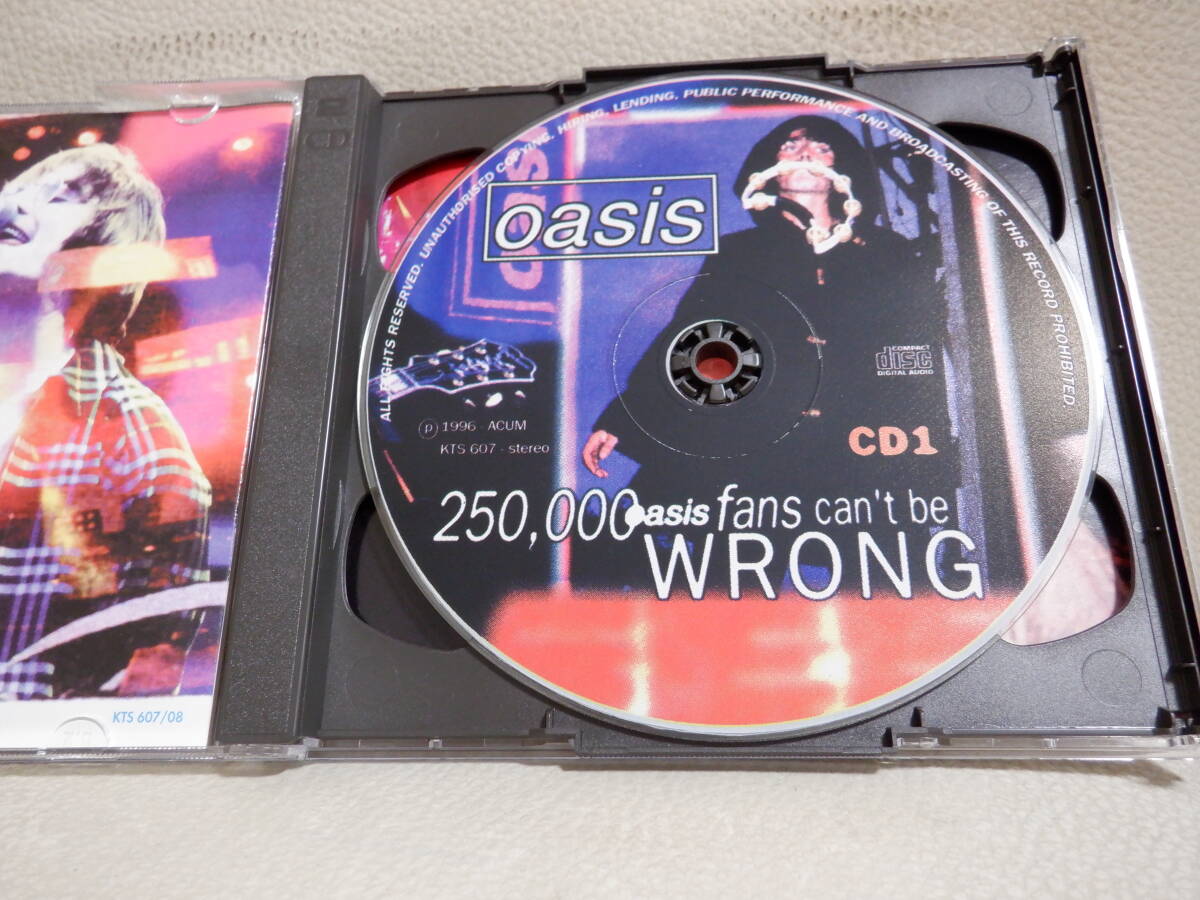 ALL RIGHTS RESERVED. UNAUTHORISED COPYING, HIRING, LENDING, PUBLIC PERFORMANCE AND BROADCASTING OF THIS RECORD PROHIBITED.
oasis
oasis
COMPACT
disc
DIGITAL AUDIO
℗ 1996 - ACUM
KTS 607 - stereo
CD1
250,000 oasis fans can't be
WRONG
KTS 607/08